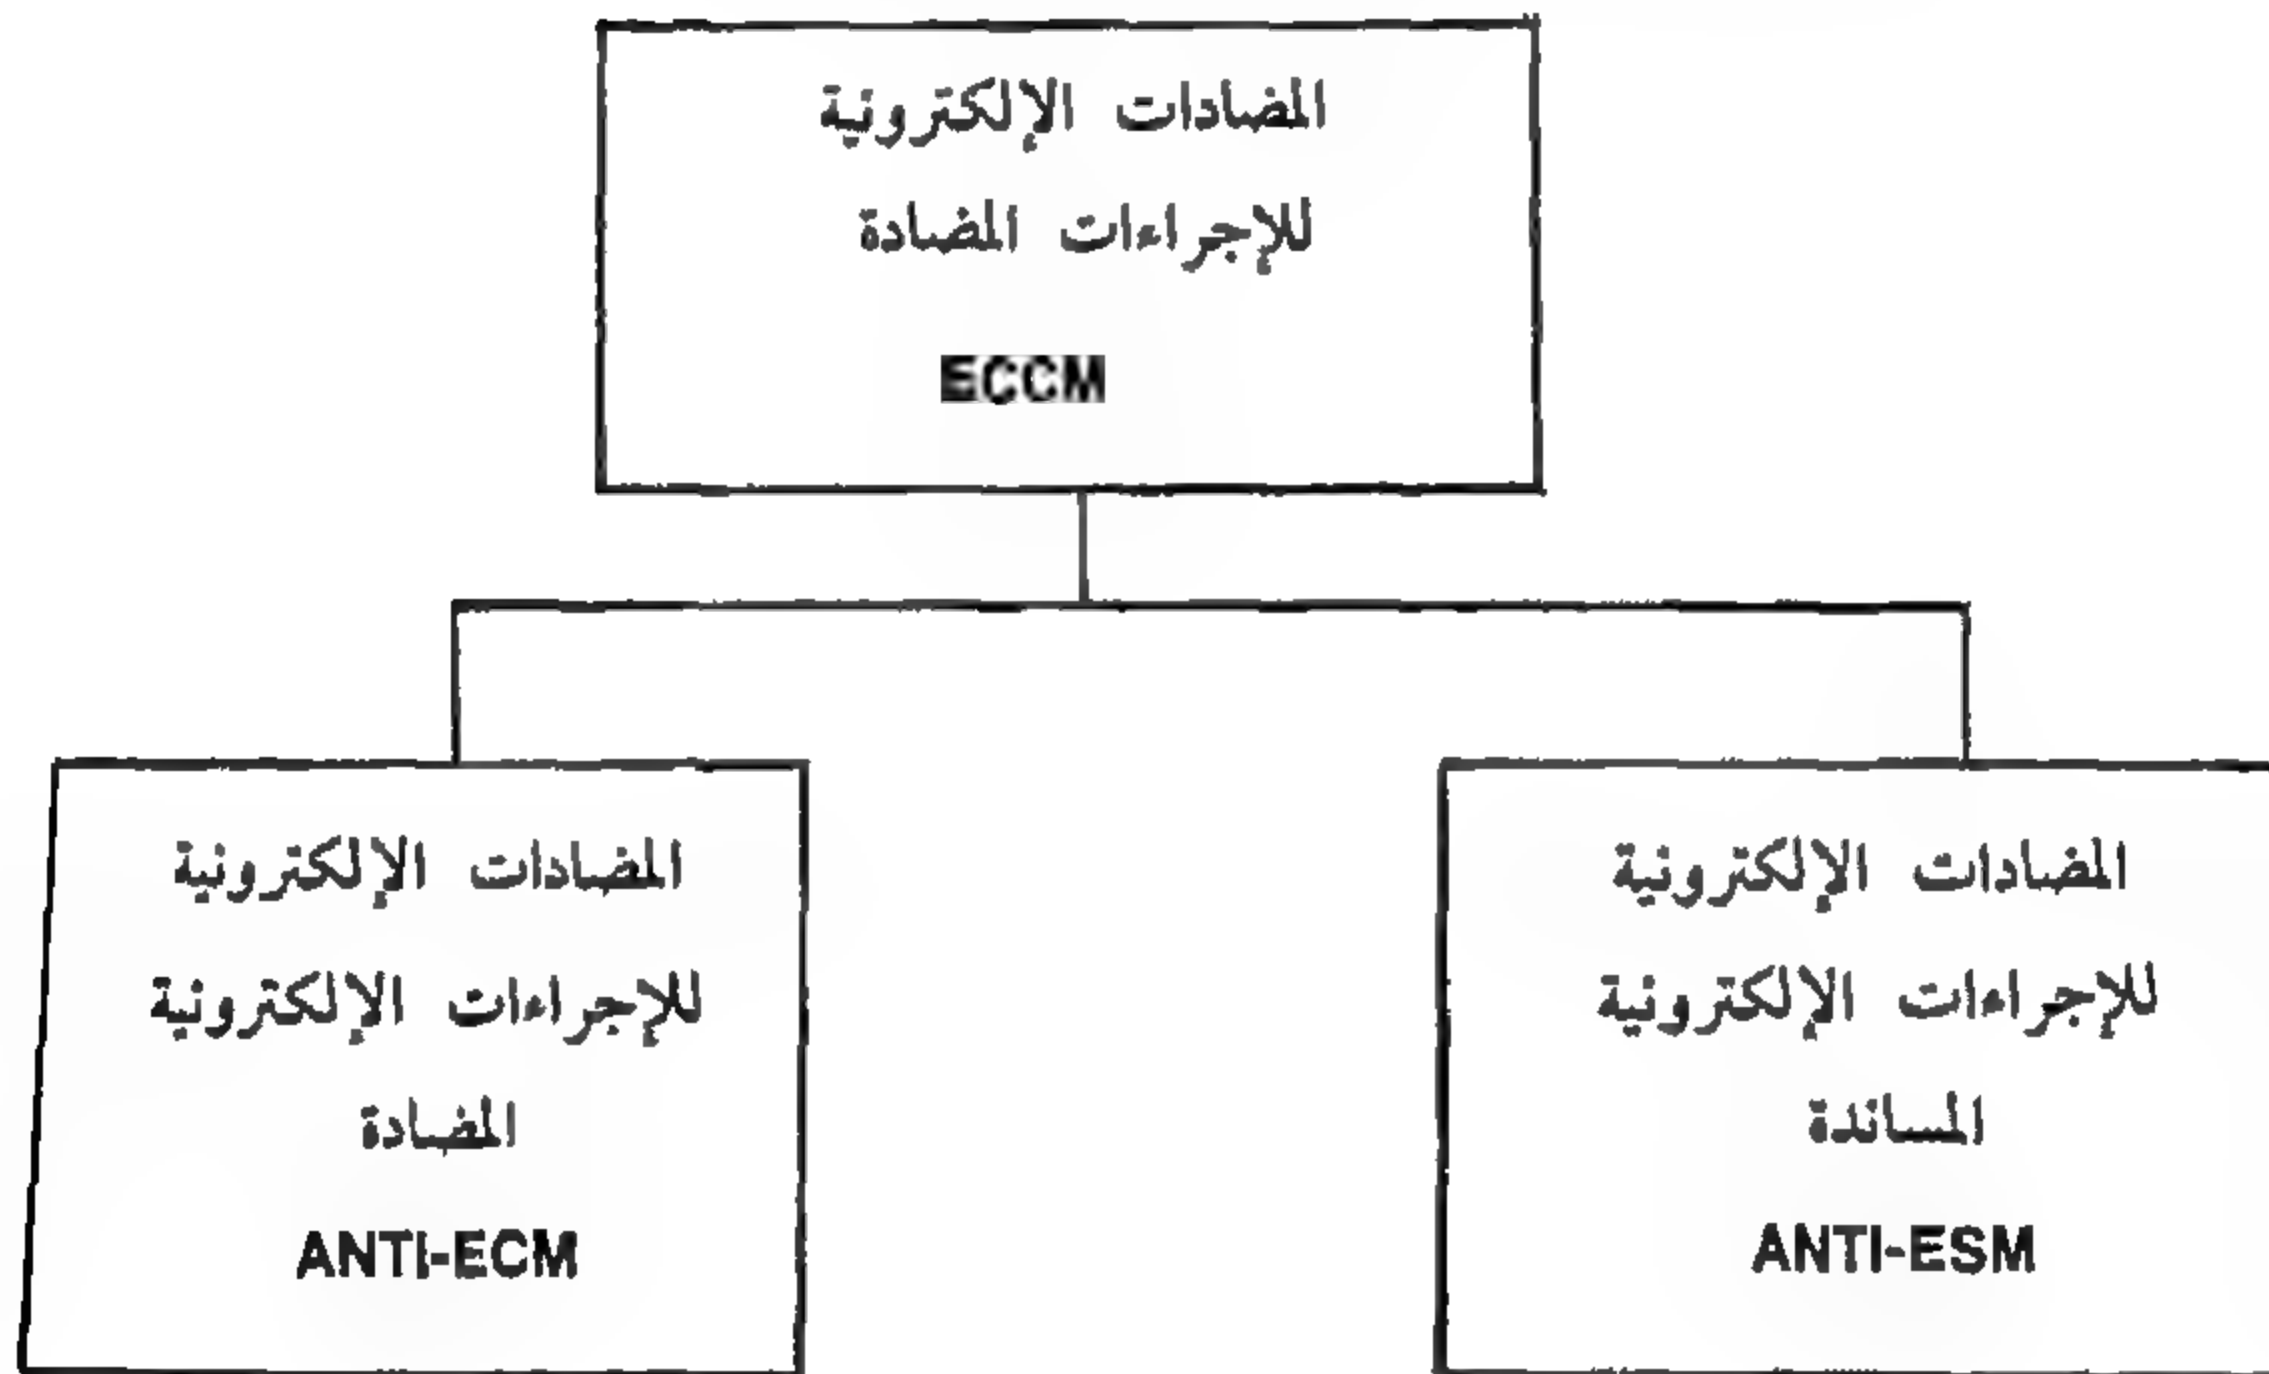 المضادات الإلكترونية
للإجراءات المضادة
ECCM
المضادات الإلكترونية
للإجراءات الإلكترونية
المساندة
ANTI-ESM
المضادات الإلكترونية
للإجراءات الإلكترونية
المضادة
ANTI-ECM